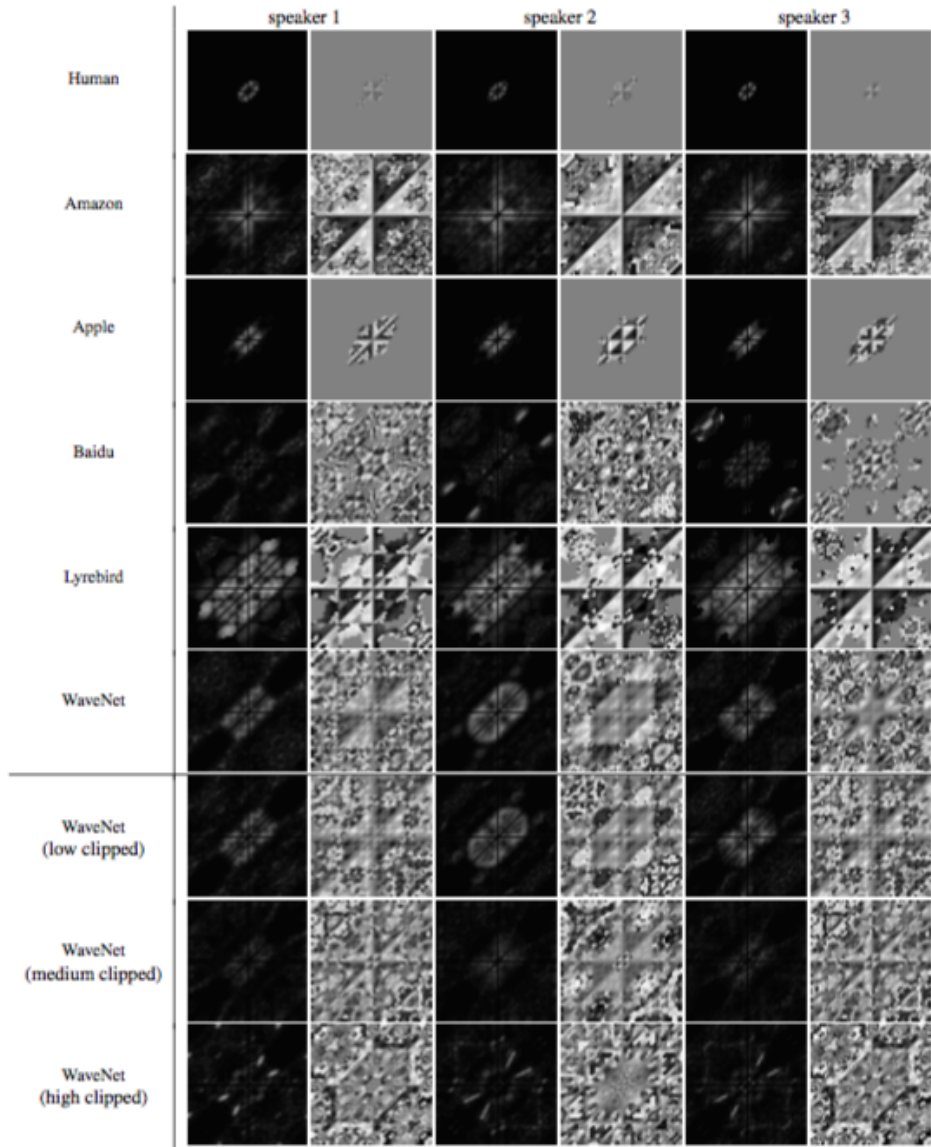 speaker 1 speaker 2 speaker 3
Human
Amazon
Apple
Baidu
Lyrebird
WaveNet
WaveNet
(low clipped)
WaveNet
(medium clipped)
WaveNet
(high clipped)